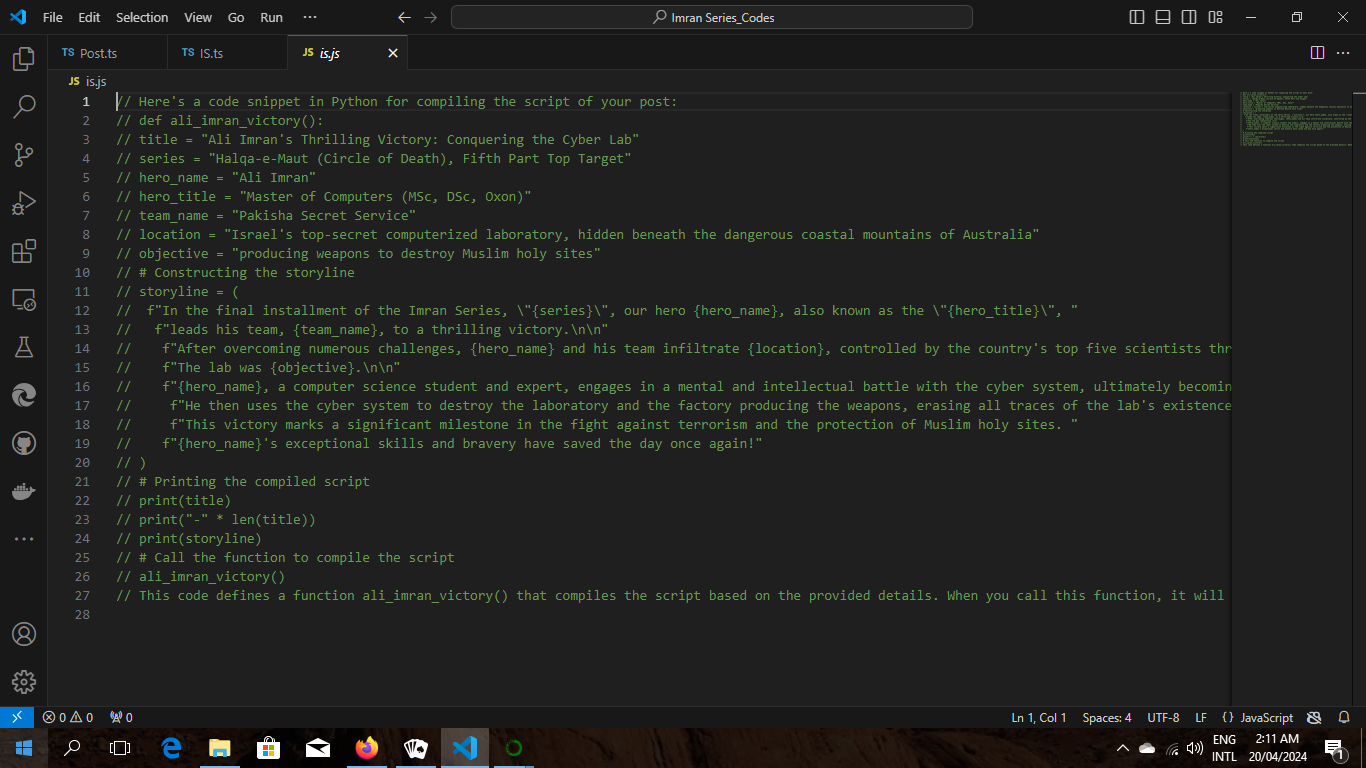 File Edit Selection View Go Run ··· Imran Series_Codes
TS Post.ts TS IS.ts JS is.js
JS is.js
1 // Here's a code snippet in Python for compiling the script of your post:
2 // def ali_imran_victory():
3 // title = "Ali Imran's Thrilling Victory: Conquering the Cyber Lab"
4 // series = "Halqa-e-Maut (Circle of Death), Fifth Part Top Target"
5 // hero_name = "Ali Imran"
6 // hero_title = "Master of Computers (MSc, DSc, Oxon)"
7 // team_name = "Pakisha Secret Service"
8 // location = "Israel's top-secret computerized laboratory, hidden beneath the dangerous coastal mountains of Australia"
9 // objective = "producing weapons to destroy Muslim holy sites"
10 // # Constructing the storyline
11 // storyline = (
12 //  f"In the final installment of the Imran Series, \"{series}\", our hero {hero_name}, also known as the \"{hero_title}\", "
13 //   f"leads his team, {team_name}, to a thrilling victory.\n\n"
14 //    f"After overcoming numerous challenges, {hero_name} and his team infiltrate {location}, controlled by the country's top five scientists thr
15 //    f"The lab was {objective}.\n\n"
16 //    f"{hero_name}, a computer science student and expert, engages in a mental and intellectual battle with the cyber system, ultimately becomin
17 //     f"He then uses the cyber system to destroy the laboratory and the factory producing the weapons, erasing all traces of the lab's existence
18 //     f"This victory marks a significant milestone in the fight against terrorism and the protection of Muslim holy sites. "
19 //    f"{hero_name}'s exceptional skills and bravery have saved the day once again!"
20 // )
21 // # Printing the compiled script
22 // print(title)
23 // print("-" * len(title))
24 // print(storyline)
25 // # Call the function to compile the script
26 // ali_imran_victory()
27 // This code defines a function ali_imran_victory() that compiles the script based on the provided details. When you call this function, it will
28
0 0 0 Ln 1, Col 1 Spaces: 4 UTF-8 LF {} JavaScript
ENG 2:11 AM
INTL 20/04/2024 1